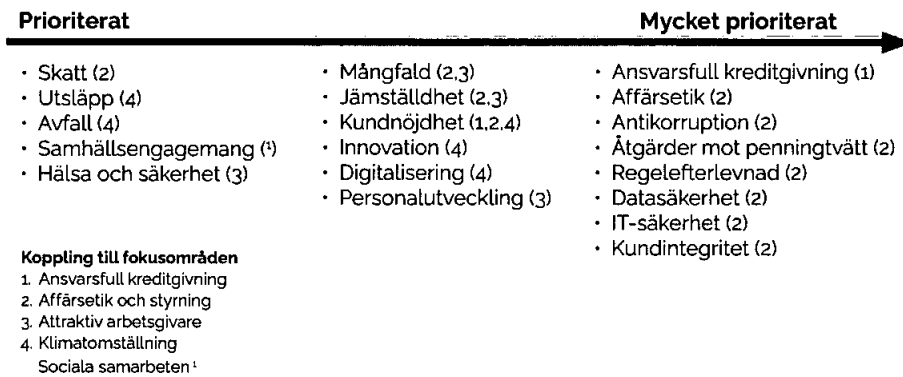 Prioriterat
Mycket prioriterat
· Skatt (2)
· Utsläpp (4)
· Avfall (4)
· Samhällsengagemang (¹)
· Hälsa och säkerhet (3)
· Mångfald (2,3)
· Jämställdhet (2,3)
· Kundnöjdhet (1,2,4)
· Innovation (4)
· Digitalisering (4)
· Personalutveckling (3)
· Ansvarsfull kreditgivning (1)
· Affärsetik (2)
· Antikorruption (2)
· Åtgärder mot penningtvätt (2)
· Regelefterlevnad (2)
· Datasäkerhet (2)
· IT-säkerhet (2)
· Kundintegritet (2)
Koppling till fokusområden
1. Ansvarsfull kreditgivning
2. Affärsetik och styrning
3. Attraktiv arbetsgivare
4. Klimatomställning
Sociala samarbeten ¹